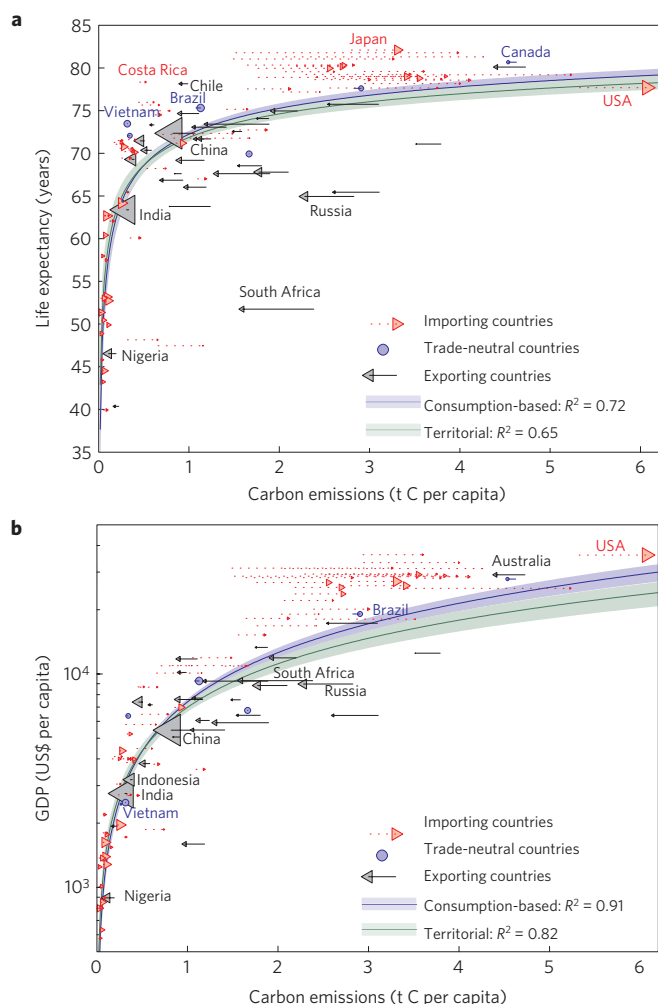 a
85
80
75
70
65
60
55
50
45
40
35
Life expectancy (years)
Japan
Canada
Costa Rica
Chile
Brazil
USA
Vietnam
China
India
Russia
South Africa
Nigeria
Importing countries
Trade-neutral countries
Exporting countries
Consumption-based: R² = 0.72
Territorial: R² = 0.65
0 1 2 3 4 5 6
Carbon emissions (t C per capita)
b
10⁴
10³
GDP (US$ per capita)
USA
Australia
Brazil
South Africa
Russia
China
Indonesia
India
Vietnam
Nigeria
Importing countries
Trade-neutral countries
Exporting countries
Consumption-based: R² = 0.91
Territorial: R² = 0.82
0 1 2 3 4 5 6
Carbon emissions (t C per capita)